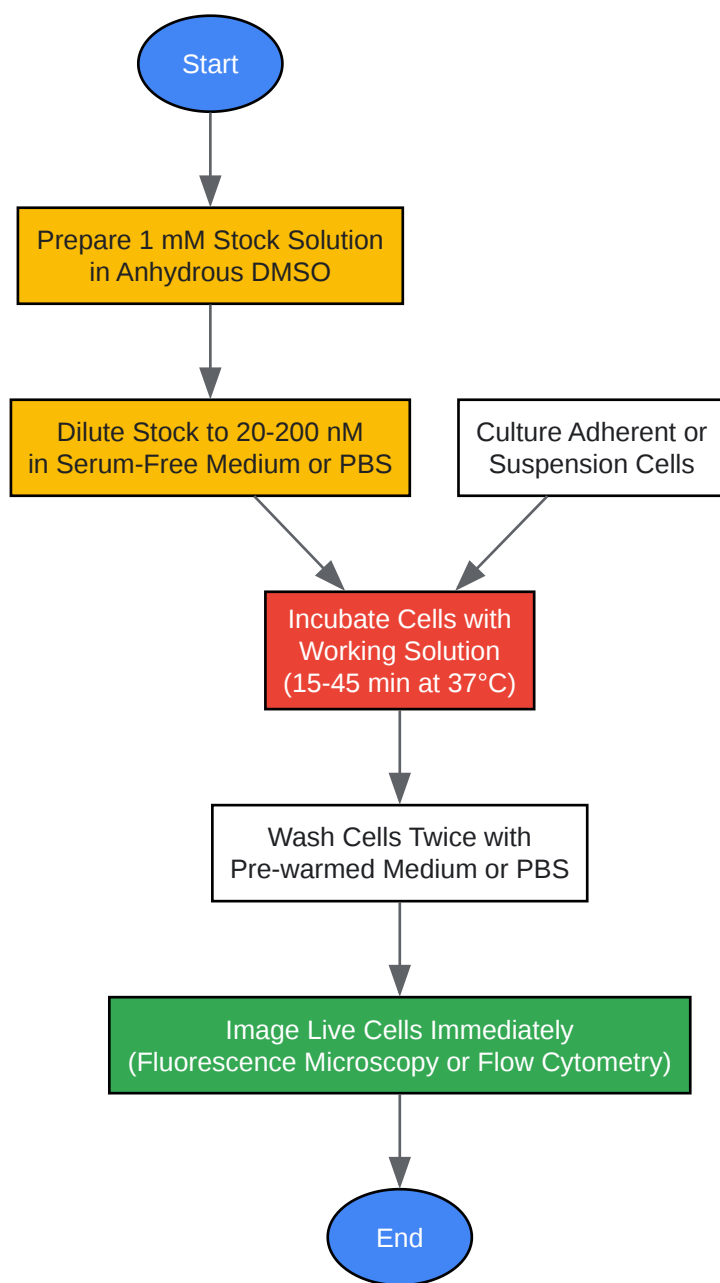 Start
Prepare 1 mM Stock Solution
in Anhydrous DMSO
Dilute Stock to 20-200 nM
in Serum-Free Medium or PBS
Culture Adherent or
Suspension Cells
Incubate Cells with
Working Solution
(15-45 min at 37°C)
Wash Cells Twice with
Pre-warmed Medium or PBS
Image Live Cells Immediately
(Fluorescence Microscopy or Flow Cytometry)
End